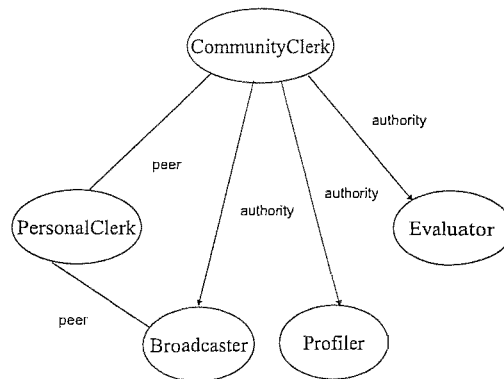 CommunityClerk
authority
peer
authority
authority
PersonalClerk
Evaluator
peer
Broadcaster
Profiler